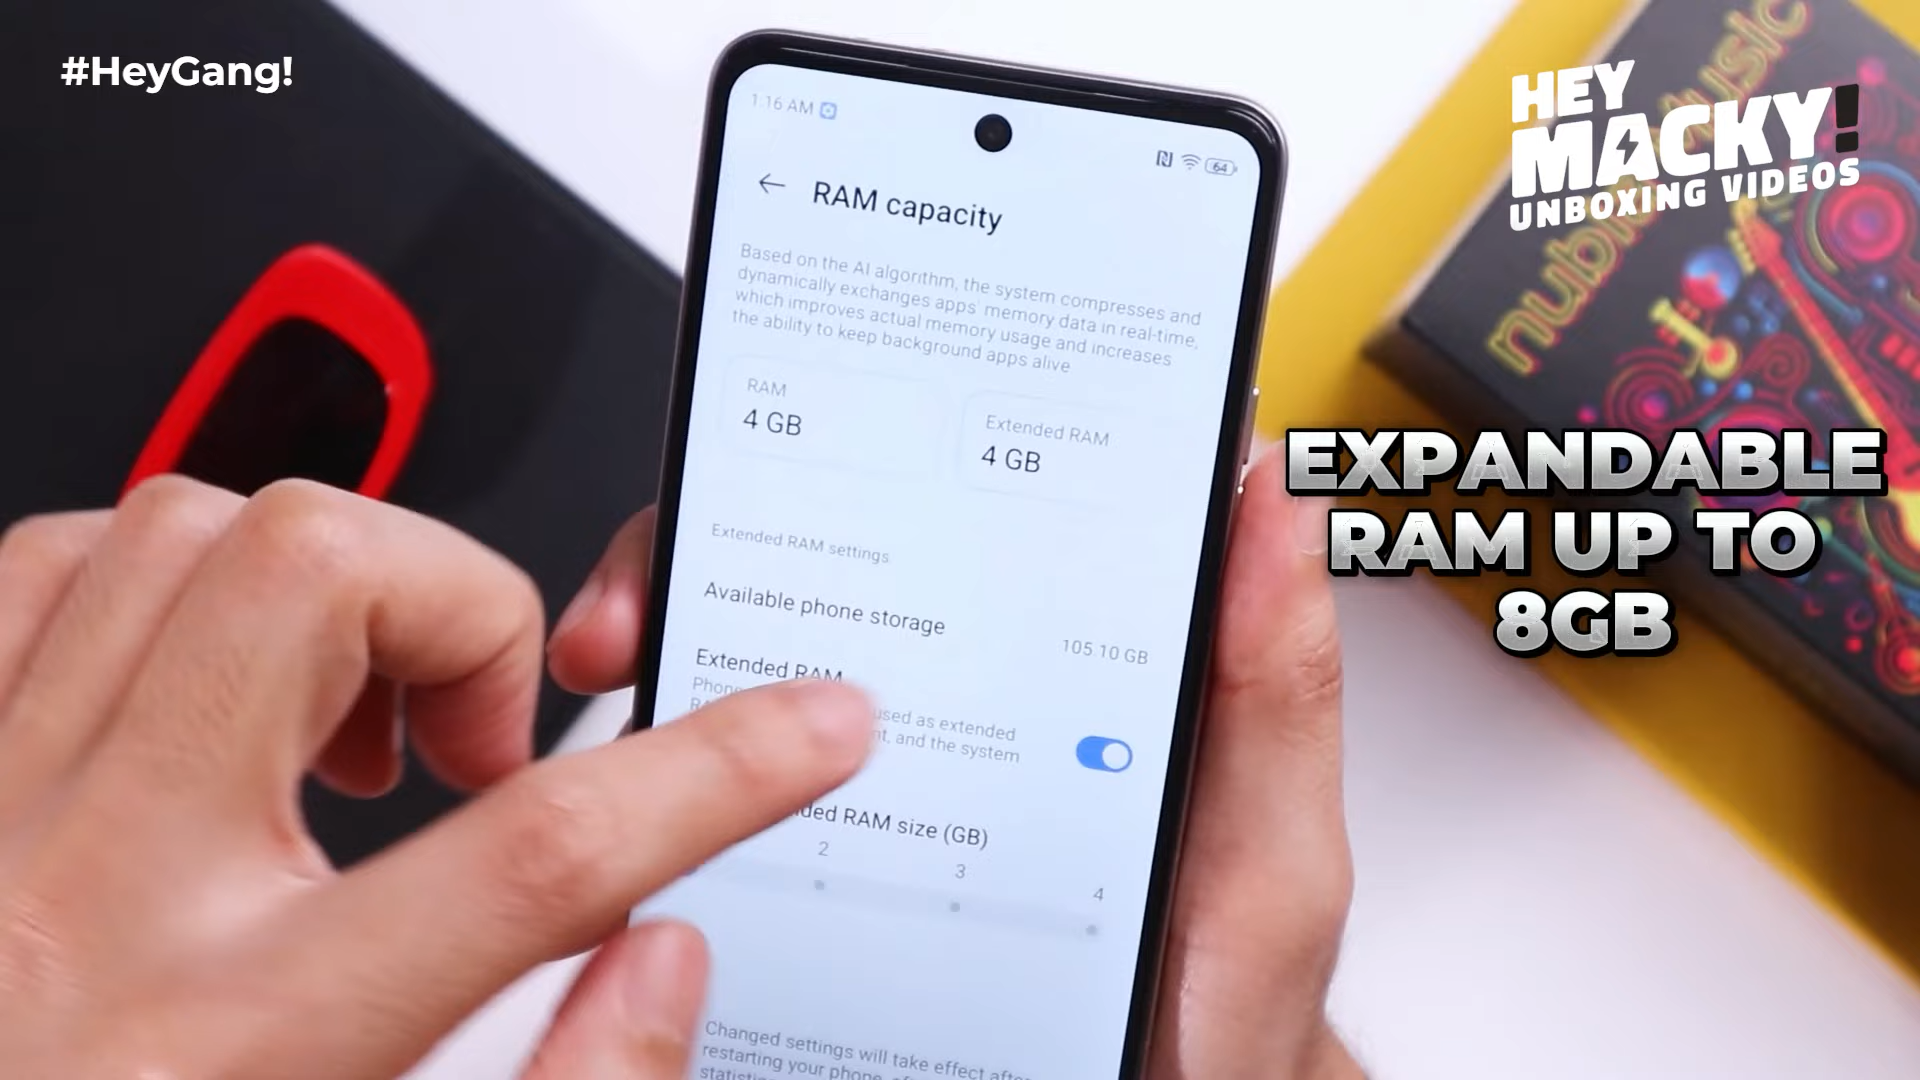 #HeyGang!
HEY
MACKY!
UNBOXING VIDEOS
nubia Music
1:16 AM
64
RAM capacity
Based on the AI algorithm, the system compresses and
dynamically exchanges apps' memory data in real-time,
which improves actual memory usage and increases
the ability to keep background apps alive
RAM
4 GB
Extended RAM
4 GB
EXPANDABLE
RAM UP TO
8GB
Extended RAM settings
Available phone storage
105.10 GB
Extended RAM
used as extended
and the system
RAM size (GB)
2
3
4
Changed settings will take effect after
restarting your phone